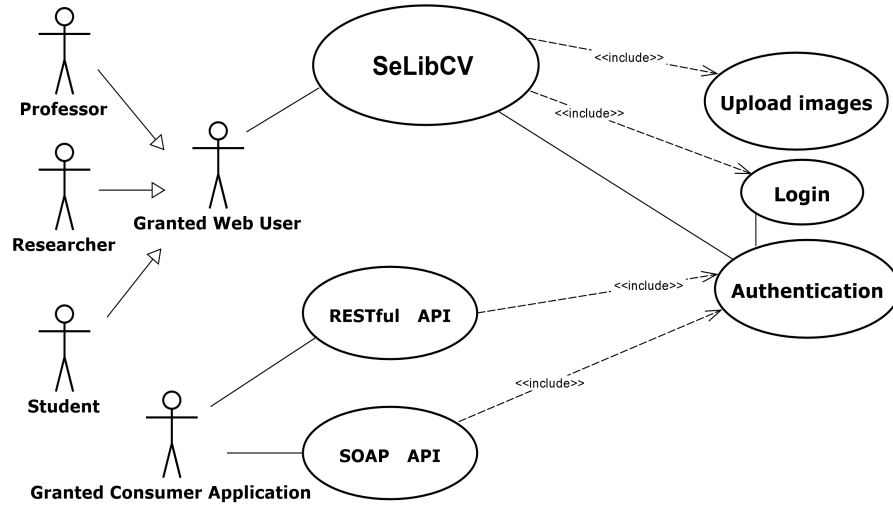 SeLibCV
<<include>>
Upload images
Professor
<<include>>
Login
Granted Web User
Researcher
Authentication
<<include>>
RESTful API
Student
<<include>>
SOAP API
Granted Consumer Application